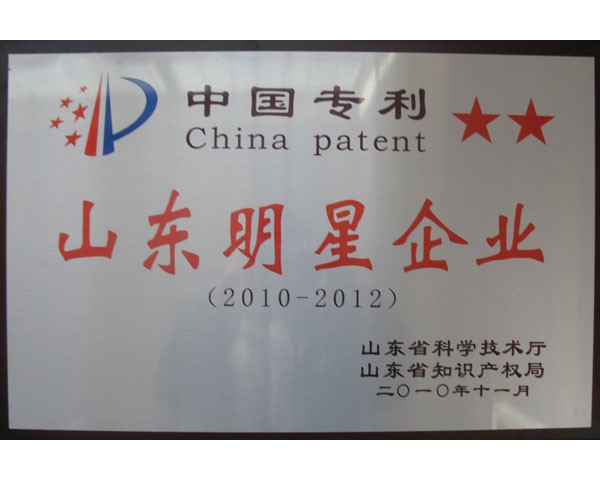 中国专利
China patent
山东明星企业
(2010-2012)
山东省科学技术厅
山东省知识产权局
二〇一〇年十一月